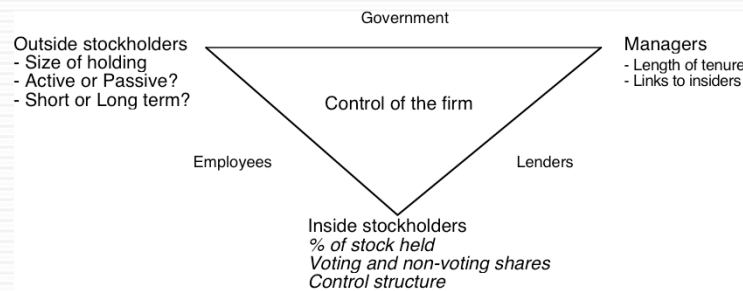 Government
Outside stockholders
- Size of holding
- Active or Passive?
- Short or Long term?
Managers
- Length of tenure
- Links to insiders
Control of the firm
Employees
Lenders
Inside stockholders
% of stock held
Voting and non-voting shares
Control structure